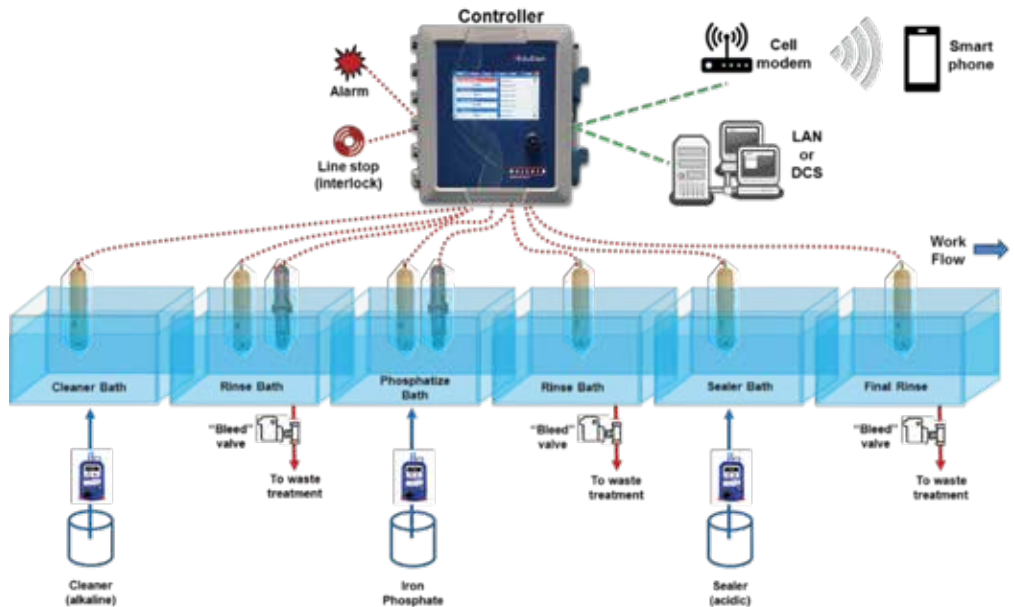 Controller
Alarm
Line stop
(interlock)
Cell
modem
Smart
phone
LAN
or
DCS
Work
Flow
Cleaner Bath
Rinse Bath
Phosphatize
Bath
Rinse Bath
Sealer Bath
Final Rinse
"Bleed"
valve
To waste
treatment
"Bleed"
valve
To waste
treatment
"Bleed"
valve
To waste
treatment
Cleaner
(alkaline)
Iron
Phosphate
Sealer
(acidic)